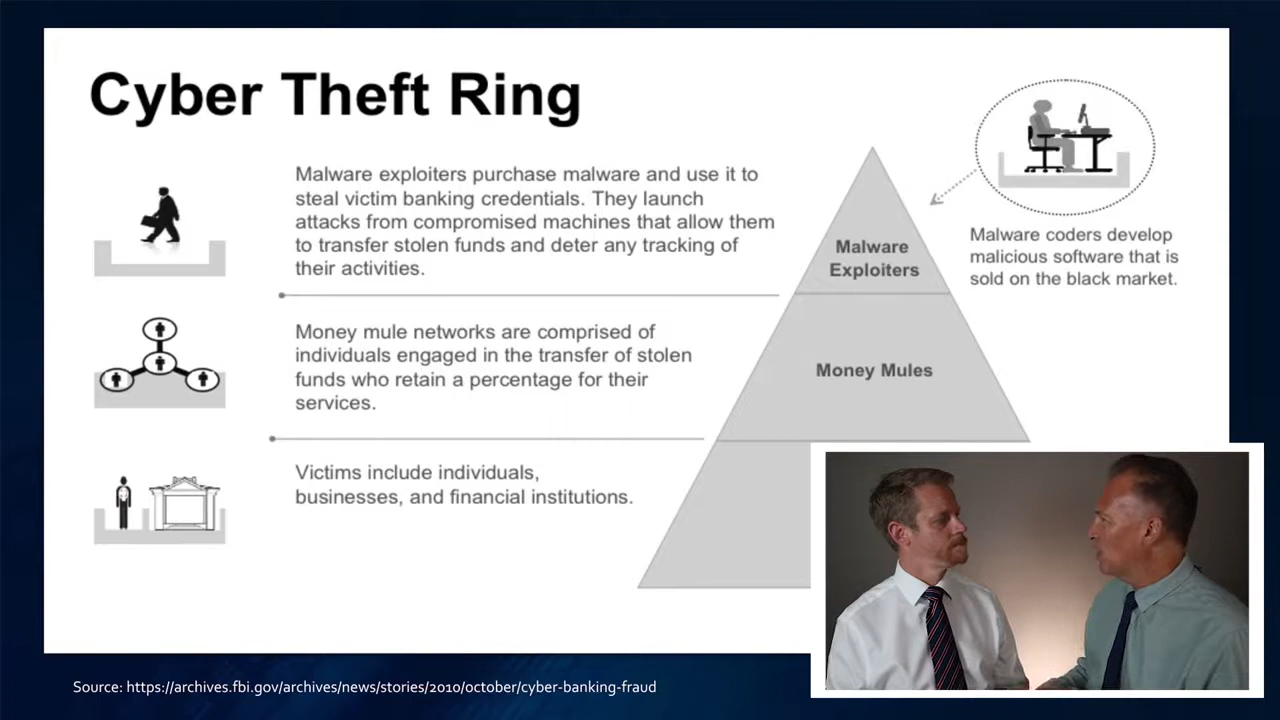 Cyber Theft Ring
Malware exploiters purchase malware and use it to
steal victim banking credentials. They launch
attacks from compromised machines that allow them
to transfer stolen funds and deter any tracking of
their activities.
Malware
Exploiters
Malware coders develop
malicious software that is
sold on the black market.
Money mule networks are comprised of
individuals engaged in the transfer of stolen
funds who retain a percentage for their
services.
Money Mules
Victims include individuals,
businesses, and financial institutions.
Source: https://archives.fbi.gov/archives/news/stories/2010/october/cyber-banking-fraud